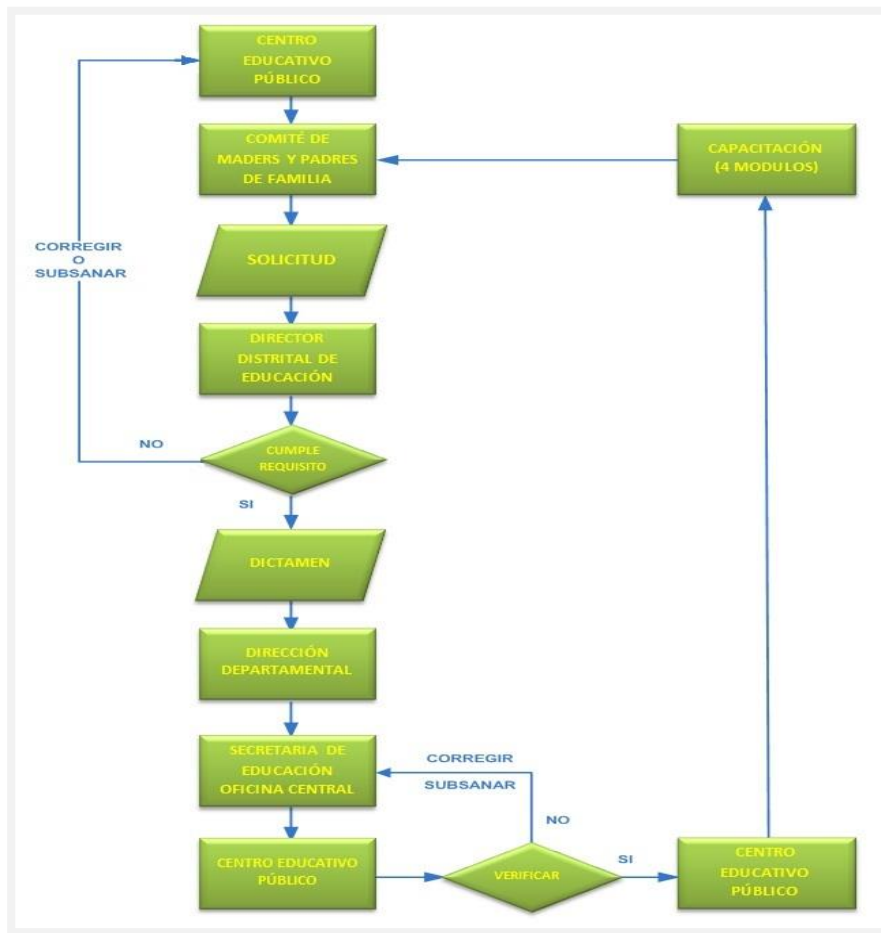 CENTRO
EDUCATIVO
PÚBLICO
COMITÉ DE
MADERS Y PADRES
DE FAMILIA
CAPACITACIÓN
(4 MODULOS)
CORREGIR
O
SUBSANAR
SOLICITUD
DIRECTOR
DISTRITAL DE
EDUCACIÓN
NO
CUMPLE
REQUISITO
SI
DICTAMEN
DIRECCIÓN
DEPARTAMENTAL
SECRETARIA DE
EDUCACIÓN
OFICINA CENTRAL
CORREGIR
SUBSANAR
NO
CENTRO EDUCATIVO
PÚBLICO
VERIFICAR
SI
CENTRO
EDUCATIVO
PÚBLICO